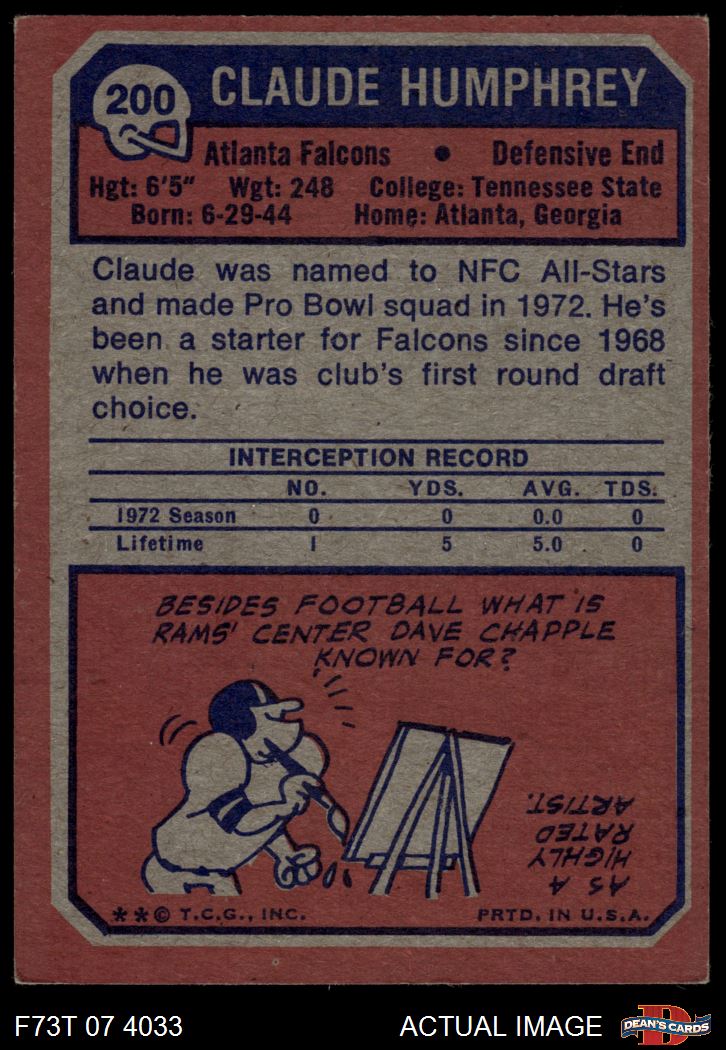 200
CLAUDE HUMPHREY
Atlanta Falcons • Defensive End
Hgt: 6'5" Wgt: 248 College: Tennessee State
Born: 6-29-44 Home: Atlanta, Georgia
Claude was named to NFC All-Stars
and made Pro Bowl squad in 1972. He's
been a starter for Falcons since 1968
when he was club's first round draft
choice.
INTERCEPTION RECORD
NO. YDS. AVG. TDS.
1972 Season 0 0 0.0 0
Lifetime 1 5 5.0 0
BESIDES FOOTBALL WHAT IS
RAMS' CENTER DAVE CHAPPLE
KNOWN FOR?
AS A
HIGHLY
RATED
ARTIST.
**© T.C.G., INC. PRTD. IN U.S.A.
F73T 07 4033 ACTUAL IMAGE
D
DEAN'S CARDS